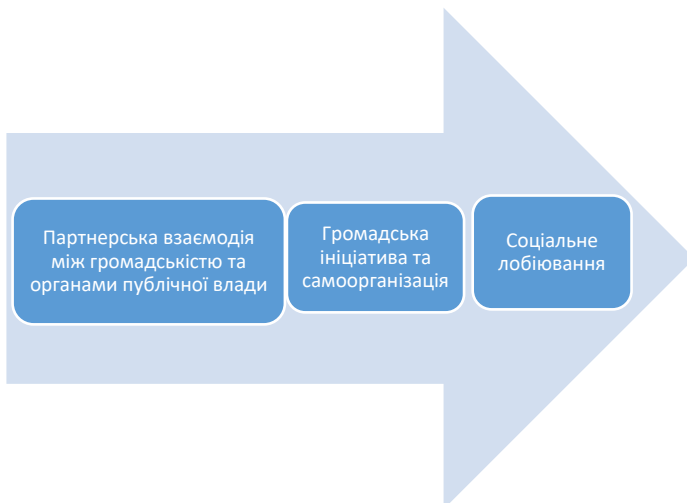 Партнерська взаємодія
між громадськістю та
органами публічної влади
Громадська
ініціатива та
самоорганізація
Соціальне
лобіювання